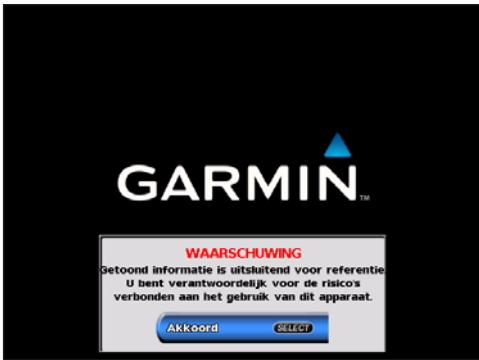 GARMIN™
WAARSCHUWING
Getoond informatie is uitsluitend voor referentie
U bent verantwoordelijk voor de risico's
verbonden aan het gebruik van dit apparaat.
Akkoord SELECT